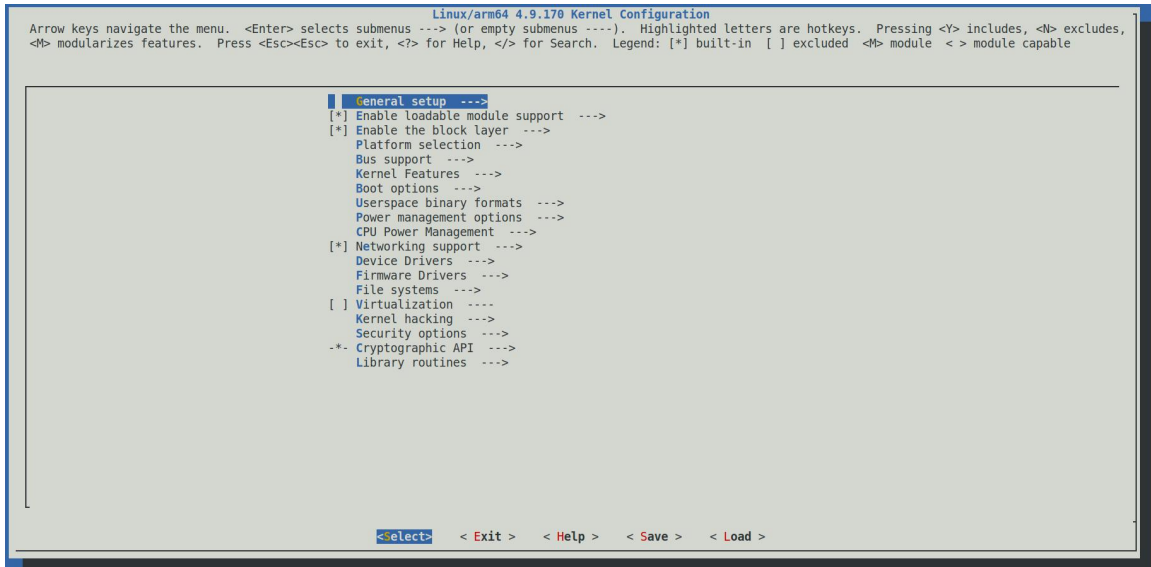 Linux/arm64 4.9.170 Kernel Configuration
Arrow keys navigate the menu.  <Enter> selects submenus ---> (or empty submenus ----).  Highlighted letters are hotkeys.  Pressing <Y> includes, <N> excludes,
<M> modularizes features.  Press <Esc><Esc> to exit, <?> for Help, </> for Search.  Legend: [*] built-in  [ ] excluded  <M> module  < > module capable
General setup  --->
[*] Enable loadable module support  --->
[*] Enable the block layer  --->
Platform selection  --->
Bus support  --->
Kernel Features  --->
Boot options  --->
Userspace binary formats  --->
Power management options  --->
CPU Power Management  --->
[*] Networking support  --->
Device Drivers  --->
Firmware Drivers  --->
File systems  --->
[ ] Virtualization  ----
Kernel hacking  --->
Security options  --->
-*- Cryptographic API  --->
Library routines  --->
<Select>    < Exit >    < Help >    < Save >    < Load >